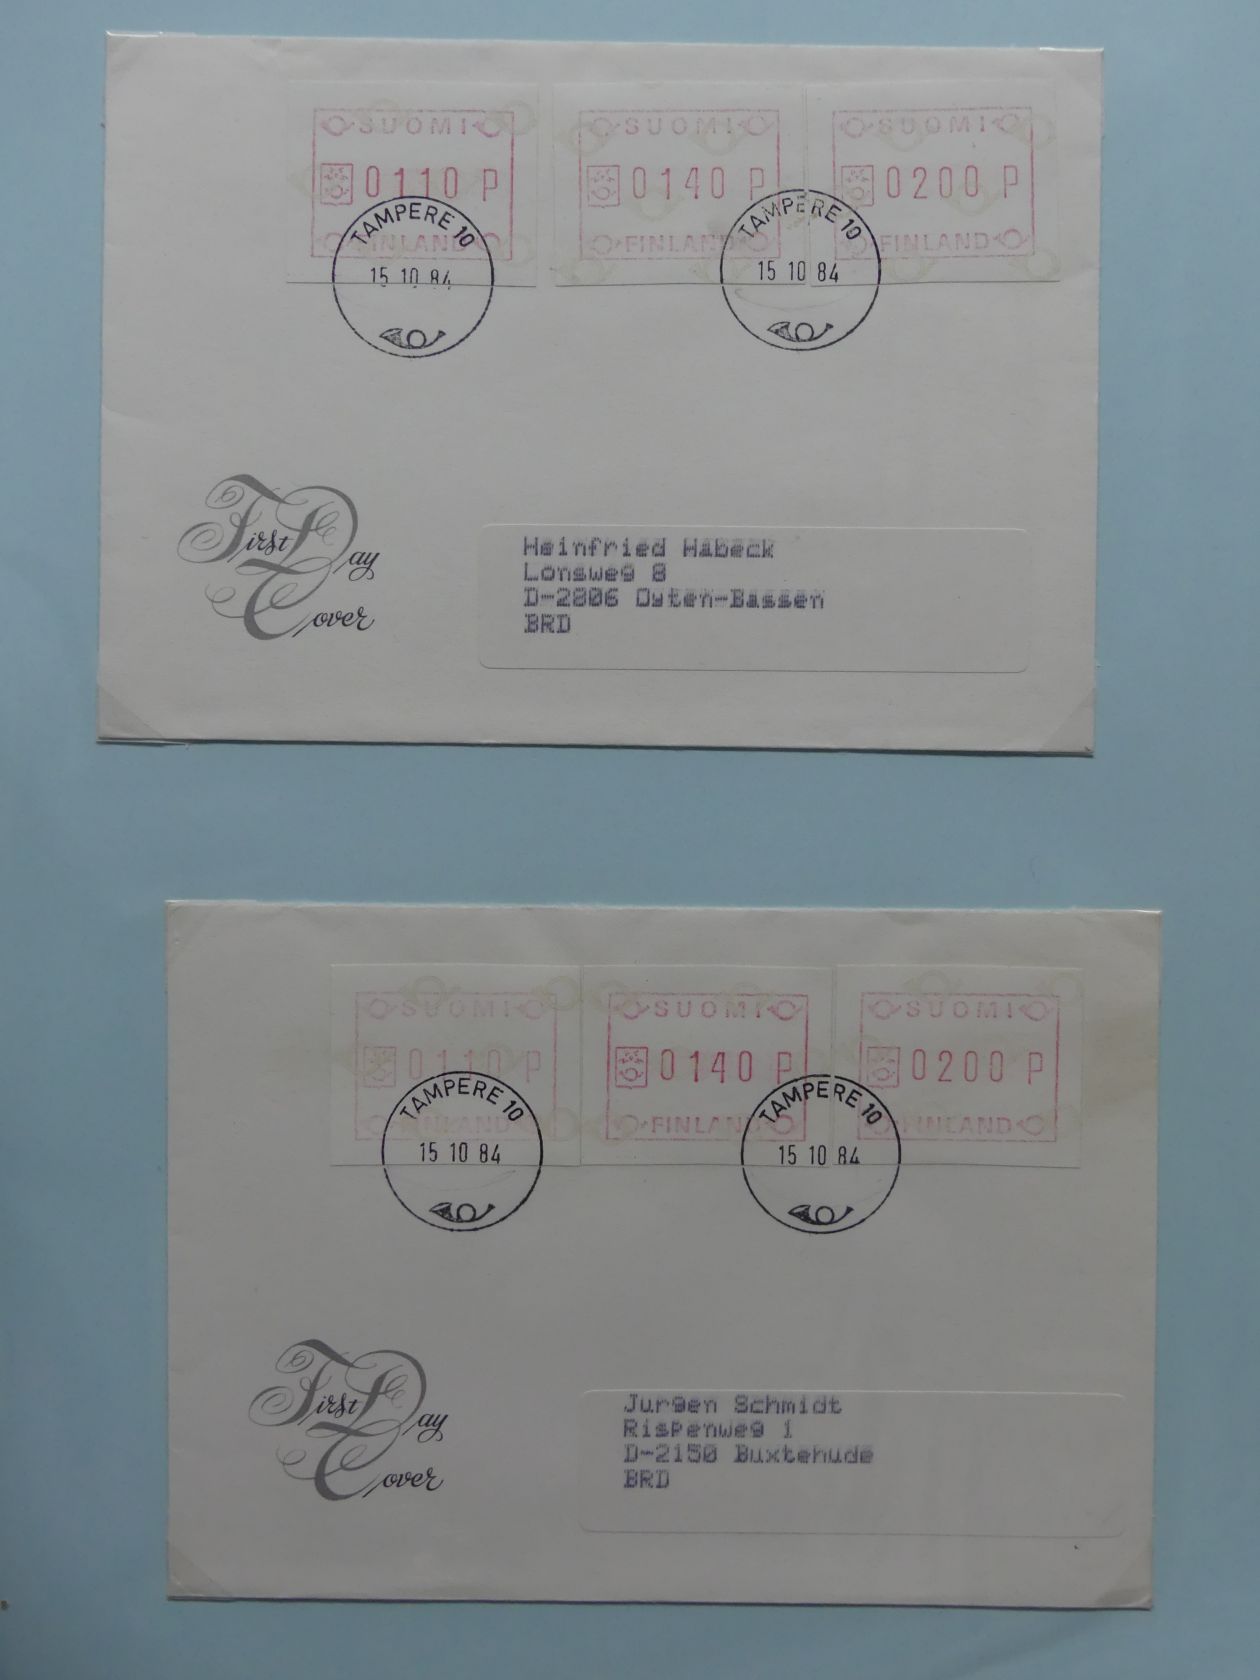 SUOMI
0110 P
FINLAND
SUOMI
0140 P
FINLAND
SUOMI
0200 P
FINLAND
TAMPERE 10
15 10 84
TAMPERE 10
15 10 84
First Day
Cover
Heinfried Habeck
Lonsweg 8
D-2806 Oyten-Bassen
BRD
SUOMI
0110 P
FINLAND
SUOMI
0140 P
FINLAND
SUOMI
0200 P
FINLAND
TAMPERE 10
15 10 84
TAMPERE 10
15 10 84
First Day
Cover
Jurgen Schmidt
Rispenweg 1
D-2150 Buxtehude
BRD